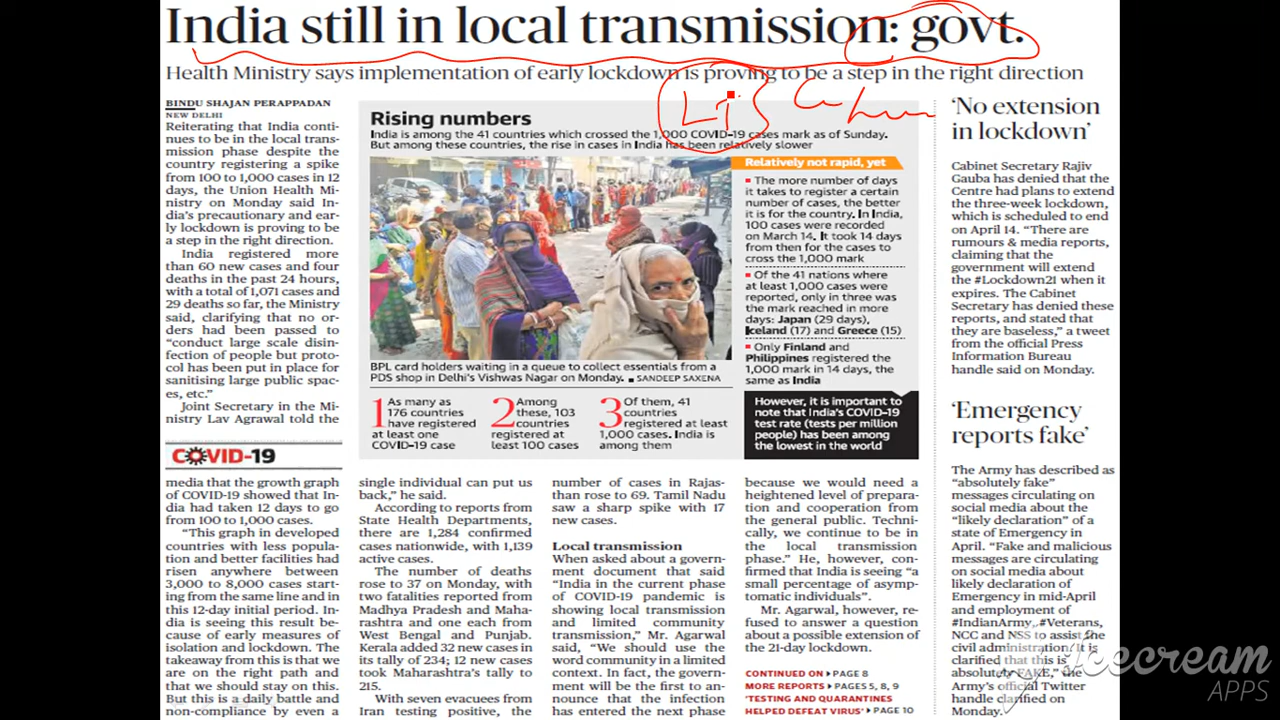 India still in local transmission: govt.
Health Ministry says implementation of early lockdown is proving to be a step in the right direction
BINDU SHAJAN PERAPPADAN
NEW DELHI
Reiterating that India conti-
nues to be in the local trans-
mission phase despite the
country registering a spike
from 100 to 1,000 cases in 12
days, the Union Health Mi-
nistry on Monday said In-
dia's precautionary and ear-
ly lockdown is proving to be
a step in the right direction.
India registered more
than 60 new cases and four
deaths in the past 24 hours,
with a total of 1,071 cases and
29 deaths so far, the Ministry
said, clarifying that no or-
ders had been passed to
"conduct large scale disin-
fection of people but proto-
col has been put in place for
sanitising large public spac-
es, etc."
Joint Secretary in the Mi-
nistry Lav Agrawal told the
COVID-19
media that the growth graph
of COVID-19 showed that In-
dia had taken 12 days to go
from 100 to 1,000 cases.
"This graph in developed
countries with less popula-
tion and better facilities had
risen anywhere between
3,000 to 8,000 cases start-
ing from the same line and in
this 12-day initial period. In-
dia is seeing this result be-
cause of early measures of
isolation and lockdown. The
takeaway from this is that we
are on the right path and
that we should stay on this.
But this is a daily battle and
non-compliance by even a
Rising numbers
India is among the 41 countries which crossed the 1,000 COVID-19 cases mark as of Sunday.
But among these countries, the rise in cases in India has been relatively slower
BPL card holders waiting in a queue to collect essentials from a
PDS shop in Delhi's Vishwas Nagar on Monday. ■ SANDEEP SAXENA
1 As many as
176 countries
have registered
at least one
COVID-19 case
2 Among
these, 103
countries
registered at
least 100 cases
3 Of them, 41
countries
registered at least
1,000 cases. India is
among them
Relatively not rapid, yet
■ The more number of days
it takes to register a certain
number of cases, the better
it is for the country. In India,
100 cases were recorded
on March 14. It took 14 days
from then for the cases to
cross the 1,000 mark
■ Of the 41 nations where
at least 1,000 cases were
reported, only in three was
the mark reached in more
days: Japan (29 days),
Iceland (17) and Greece (15)
■ Only Finland and
Philippines registered the
1,000 mark in 14 days, the
same as India
However, it is important to
note that India's COVID-19
test rate (tests per million
people) has been among
the lowest in the world
single individual can put us
back," he said.
According to reports from
State Health Departments,
there are 1,284 confirmed
cases nationwide, with 1,139
active cases.
The number of deaths
rose to 37 on Monday, with
two fatalities reported from
Madhya Pradesh and Maha-
rashtra and one each from
West Bengal and Punjab.
Kerala added 32 new cases in
its tally of 234; 12 new cases
took Maharashtra's tally to
215.
With seven evacuees from
Iran testing positive, the
number of cases in Rajas-
than rose to 69. Tamil Nadu
saw a sharp spike with 17
new cases.
Local transmission
When asked about a govern-
ment document that said
"India in the current phase
of COVID-19 pandemic is
showing local transmission
and limited community
transmission," Mr. Agarwal
said, "We should use the
word community in a limited
context. In fact, the govern-
ment will be the first to an-
nounce that the infection
has entered the next phase
because we would need a
heightened level of prepara-
tion and cooperation from
the general public. Techni-
cally, we continue to be in
the local transmission
phase." He, however, con-
firmed that India is seeing "a
small percentage of asymp-
tomatic individuals".
Mr. Agarwal, however, re-
fused to answer a question
about a possible extension of
the 21-day lockdown.
CONTINUED ON ▸ PAGE 8
MORE REPORTS ▸ PAGES 5, 8, 9
'TESTING AND QUARANTINES
HELPED DEFEAT VIRUS' ▸ PAGE 10
'No extension
in lockdown'
Cabinet Secretary Rajiv
Gauba has denied that the
Centre had plans to extend
the three-week lockdown,
which is scheduled to end
on April 14. "There are
rumours & media reports,
claiming that the
government will extend
the #Lockdown21 when it
expires. The Cabinet
Secretary has denied these
reports, and stated that
they are baseless," a tweet
from the official Press
Information Bureau
handle said on Monday.
'Emergency
reports fake'
The Army has described as
"absolutely fake"
messages circulating on
social media about the
"likely declaration" of a
state of Emergency in
April. "Fake and malicious
messages are circulating
on social media about
likely declaration of
Emergency in mid-April
and employment of
#IndianArmy, #Veterans,
NCC and NSS to assist the
civil administration. It is
clarified that this is
absolutely FAKE," the
Army's official Twitter
handle clarified on
Monday.
Icecream
APPS